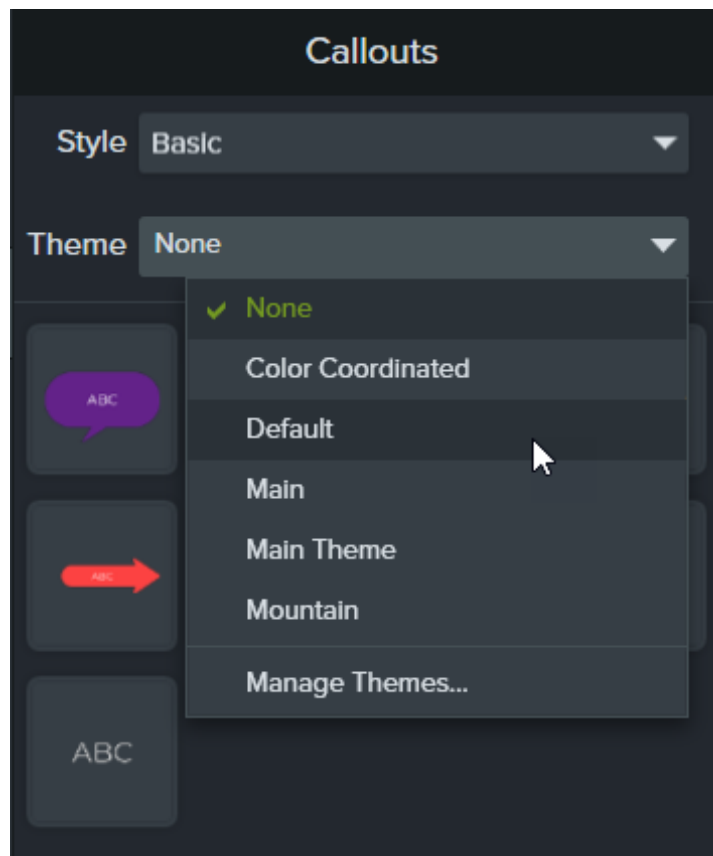 Callouts
Style Basic
Theme None
None
Color Coordinated
Default
Main
Main Theme
Mountain
Manage Themes...
ABC
ABC
ABC